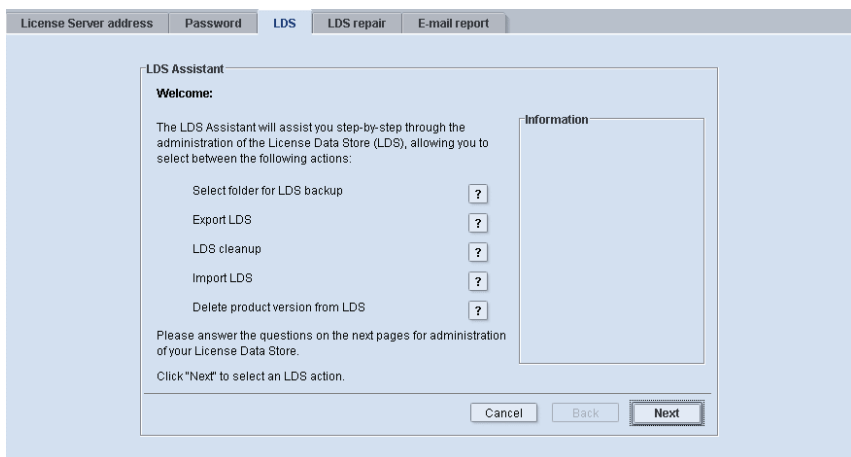 License Server address Password LDS LDS repair E-mail report
LDS Assistant
Welcome:
The LDS Assistant will assist you step-by-step through the
administration of the License Data Store (LDS), allowing you to
select between the following actions:
Select folder for LDS backup ?
Export LDS ?
LDS cleanup ?
Import LDS ?
Delete product version from LDS ?
Please answer the questions on the next pages for administration
of your License Data Store.
Click "Next" to select an LDS action.
Information
Cancel Back Next